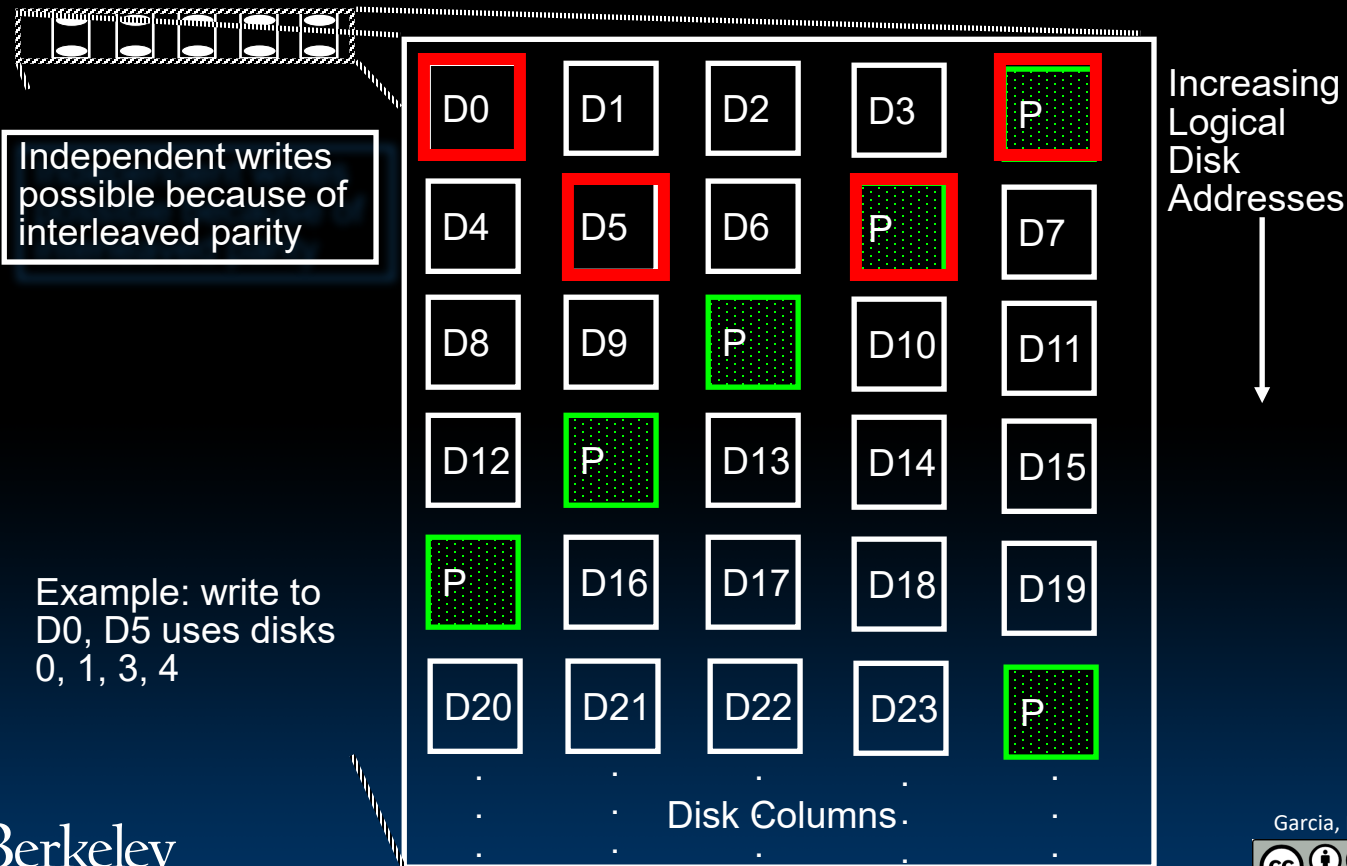 D0 D1 D2 D3 P
Increasing
Logical
Disk
Addresses
Independent writes
possible because of
interleaved parity
D4 D5 D6 P D7
D8 D9 P D10 D11
D12 P D13 D14 D15
P D16 D17 D18 D19
Example: write to
D0, D5 uses disks
0, 1, 3, 4
D20 D21 D22 D23 P
Disk Columns
Berkeley
Garcia,
cc